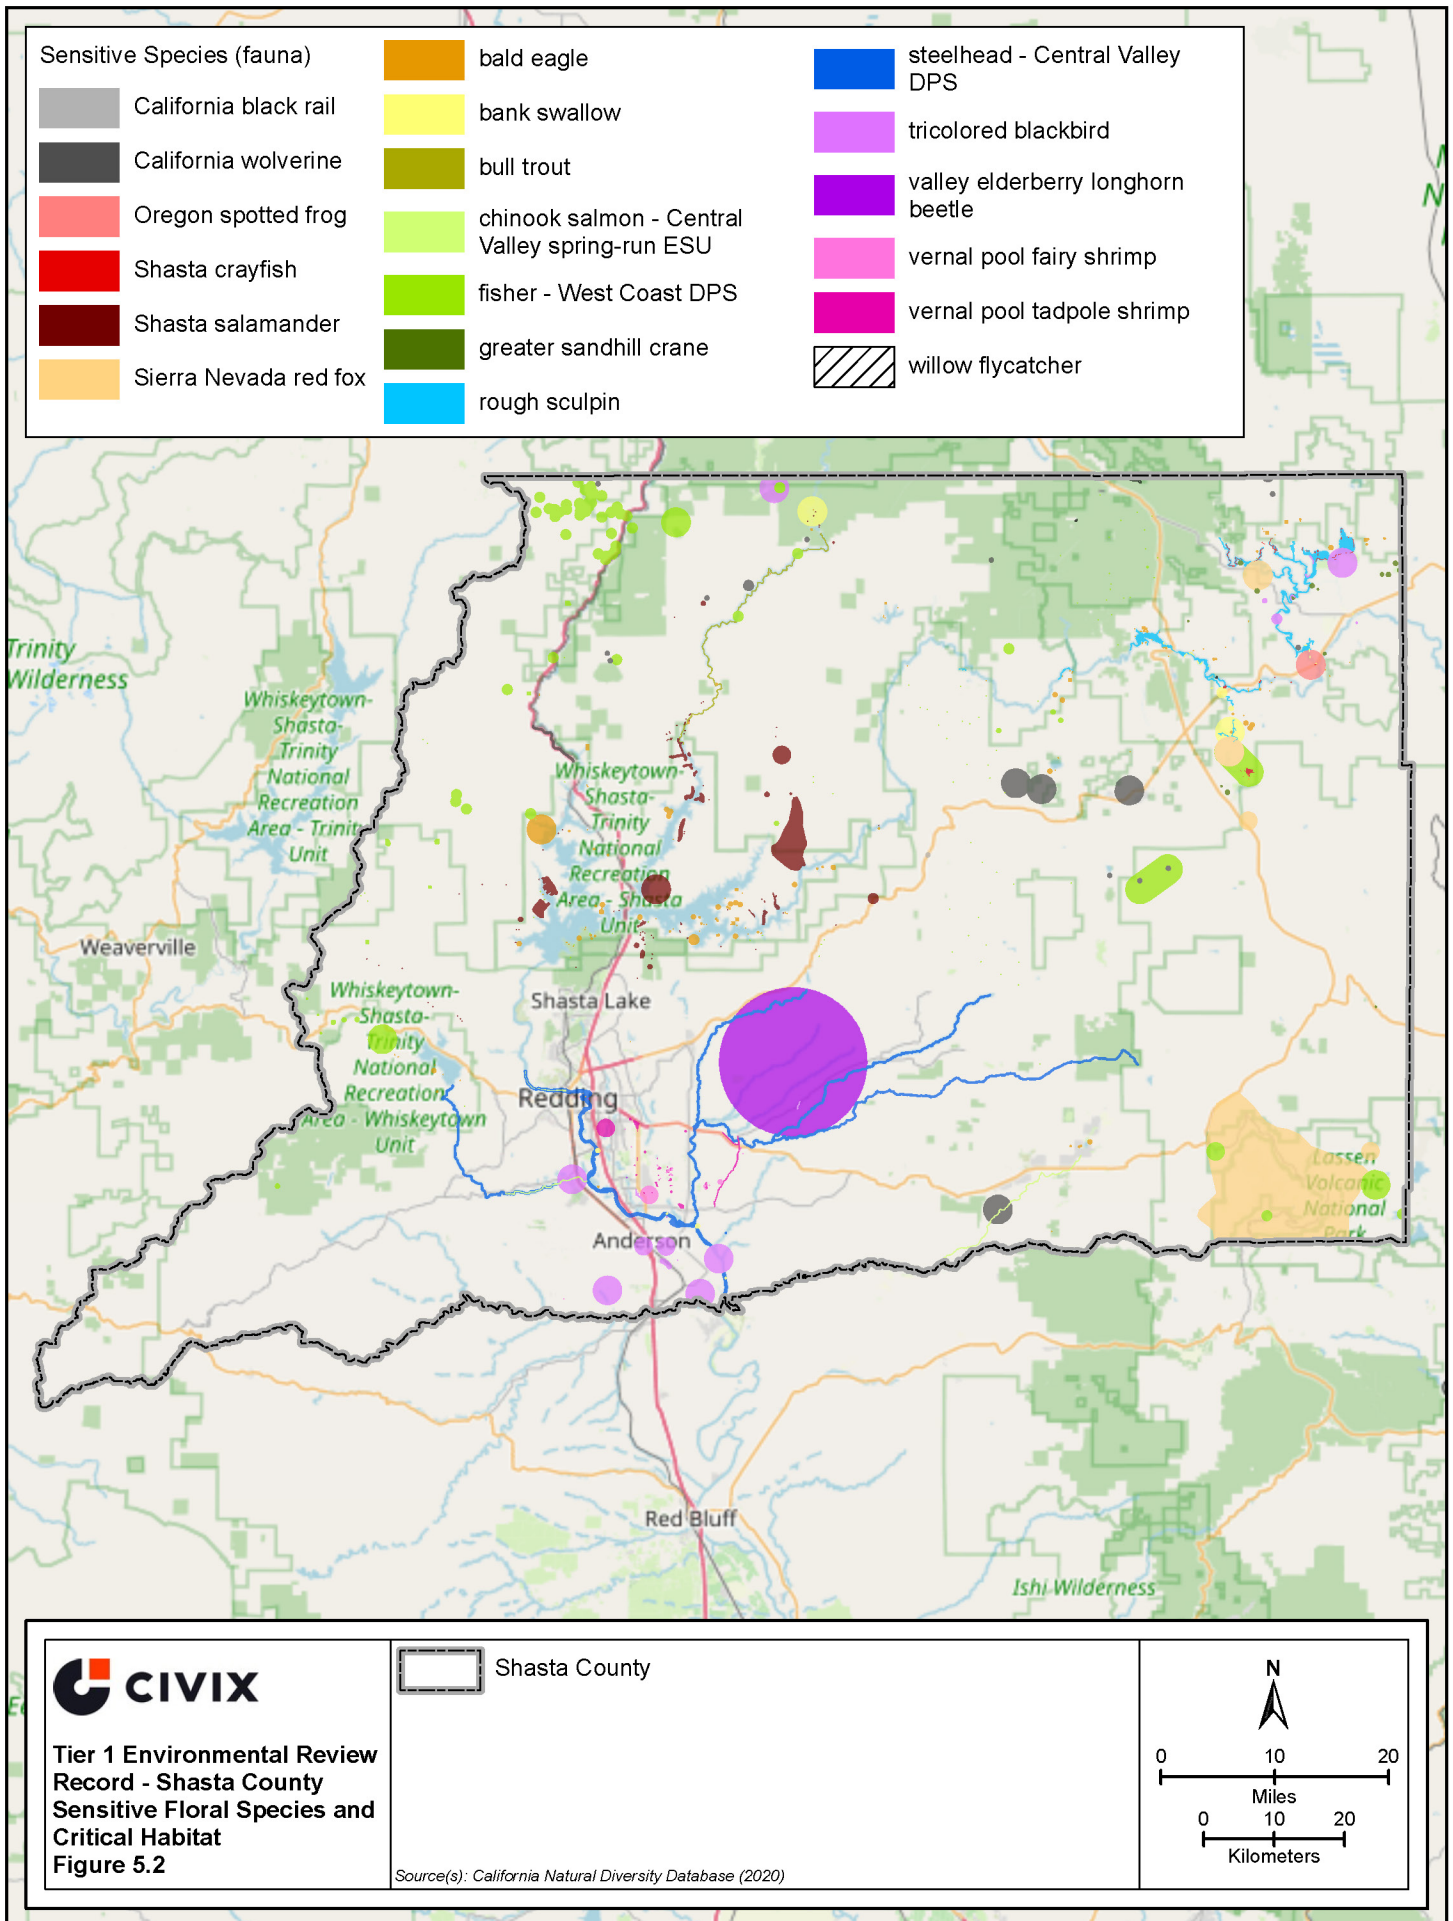 Sensitive Species (fauna)
California black rail
California wolverine
Oregon spotted frog
Shasta crayfish
Shasta salamander
Sierra Nevada red fox
bald eagle
bank swallow
bull trout
chinook salmon - Central
Valley spring-run ESU
fisher - West Coast DPS
greater sandhill crane
rough sculpin
steelhead - Central Valley
DPS
tricolored blackbird
valley elderberry longhorn
beetle
vernal pool fairy shrimp
vernal pool tadpole shrimp
willow flycatcher
Trinity
Wilderness
Whiskeytown-
Shasta-
Trinity
National
Recreation
Area - Trinity
Unit
Whiskeytown-
Shasta-
Trinity
National
Recreation
Area - Shasta
Unit
Weaverville
Whiskeytown-
Shasta-
Trinity
National
Recreation
Area - Whiskeytown
Unit
Shasta Lake
Redding
Anderson
Lassen
Volcanic
National
Park
Red Bluff
Ishi Wilderness
CIVIX
Tier 1 Environmental Review
Record - Shasta County
Sensitive Floral Species and
Critical Habitat
Figure 5.2
Shasta County
Source(s): California Natural Diversity Database (2020)
N
0 10 20
Miles
0 10 20
Kilometers